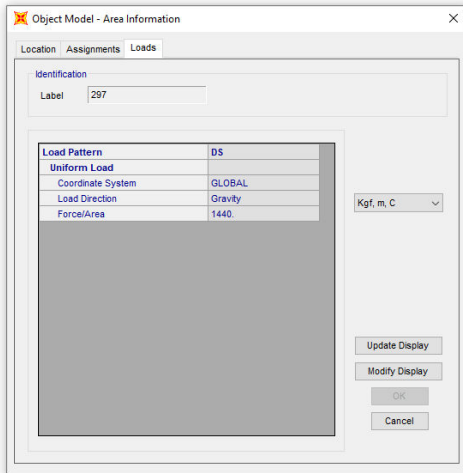 Object Model - Area Information
Location Assignments Loads
Identification
Label 297
Load Pattern DS
Uniform Load
Coordinate System GLOBAL
Load Direction Gravity
Force/Area 1440.
Kgf, m, C
Update Display
Modify Display
OK
Cancel